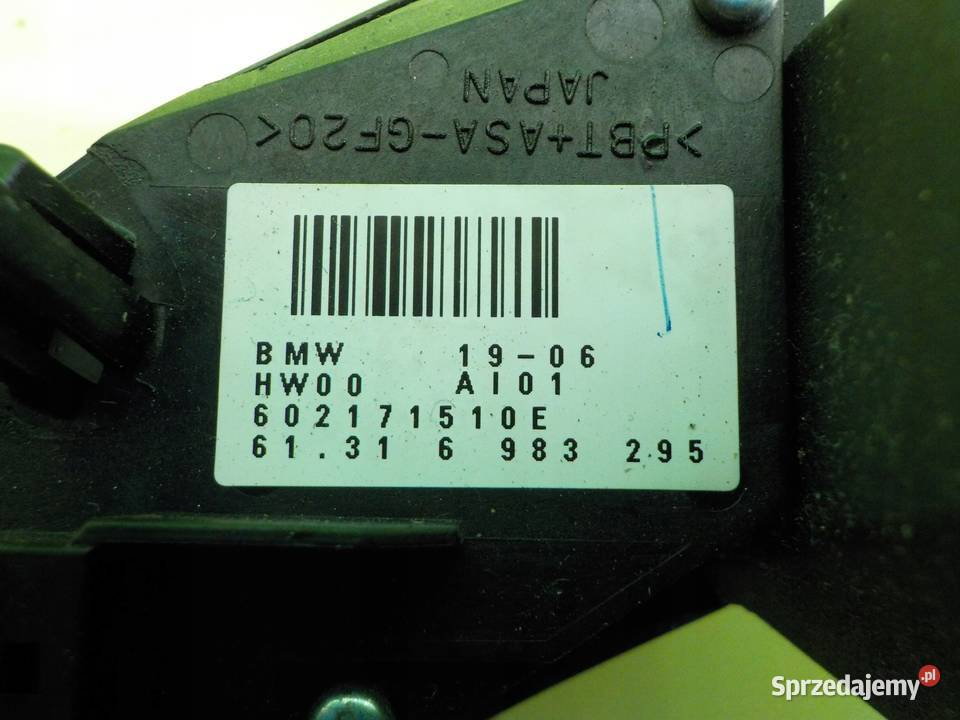 JAPAN
>PBT+ASA-GF20<
BMW 19-06
HW00 AI01
602171510E
61.31 6 983 295
Sprzedajemy.pl